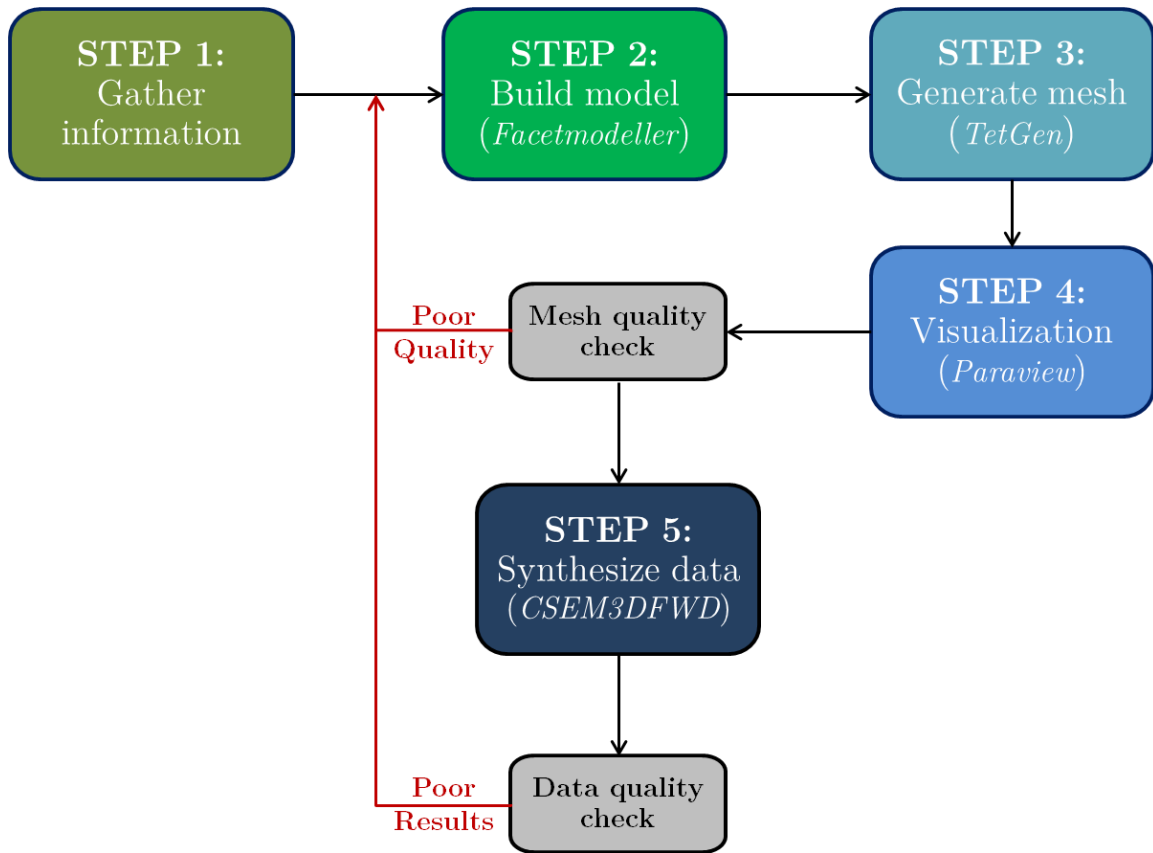 STEP 1:
Gather
information
STEP 2:
Build model
(Facetmodeller)
STEP 3:
Generate mesh
(TetGen)
STEP 4:
Visualization
(Paraview)
Mesh quality
check
Poor
Quality
STEP 5:
Synthesize data
(CSEM3DFWD)
Data quality
check
Poor
Results